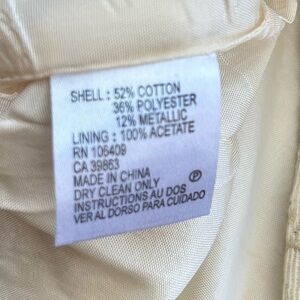 SHELL : 52% COTTON
36% POLYESTER
12% METALLIC
LINING : 100% ACETATE
RN 106409
CA 39863
MADE IN CHINA
DRY CLEAN ONLY Ⓟ
INSTRUCTIONS AU DOS
VER AL DORSO PARA CUIDADO